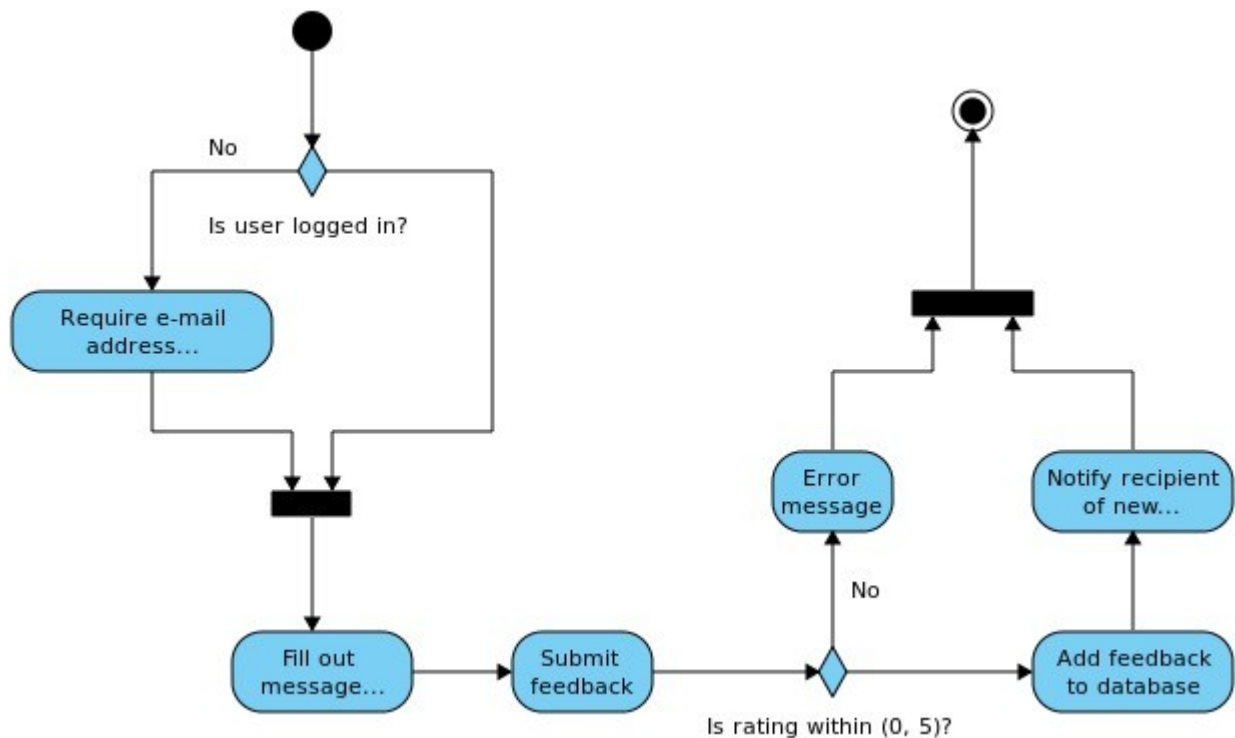 No
Is user logged in?
Require e-mail
address...
Fill out
message...
Submit
feedback
Is rating within (0, 5)?
No
Error
message
Add feedback
to database
Notify recipient
of new...